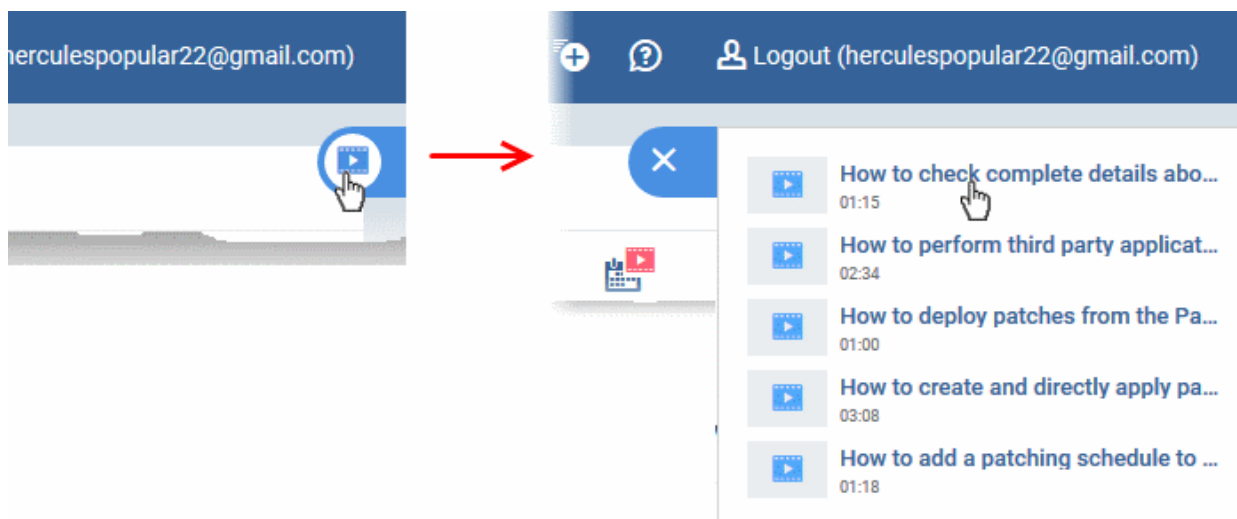 herculespopular22@gmail.com)
Logout (herculespopular22@gmail.com)
How to check complete details abo...
01:15
How to perform third party applicat...
02:34
How to deploy patches from the Pa...
01:00
How to create and directly apply pa...
03:08
How to add a patching schedule to ...
01:18